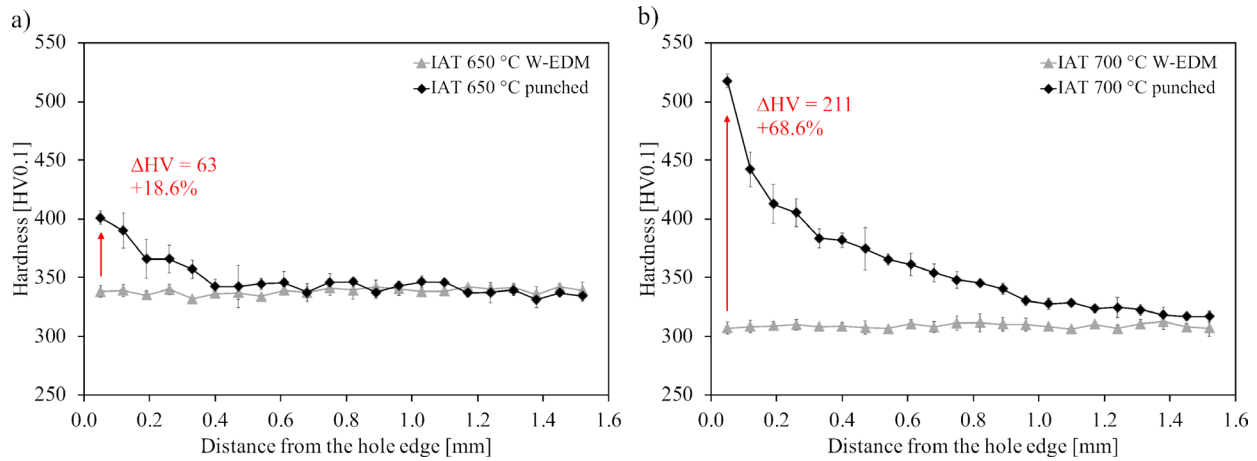 a)
550
500
450
400
350
300
250
0.0 0.2 0.4 0.6 0.8 1.0 1.2 1.4 1.6
Hardness [HV0.1]
Distance from the hole edge [mm]
IAT 650 °C W-EDM
IAT 650 °C punched
ΔHV = 63
+18.6%
b)
550
500
450
400
350
300
250
0.0 0.2 0.4 0.6 0.8 1.0 1.2 1.4 1.6
Hardness [HV0.1]
Distance from the hole edge [mm]
IAT 700 °C W-EDM
IAT 700 °C punched
ΔHV = 211
+68.6%